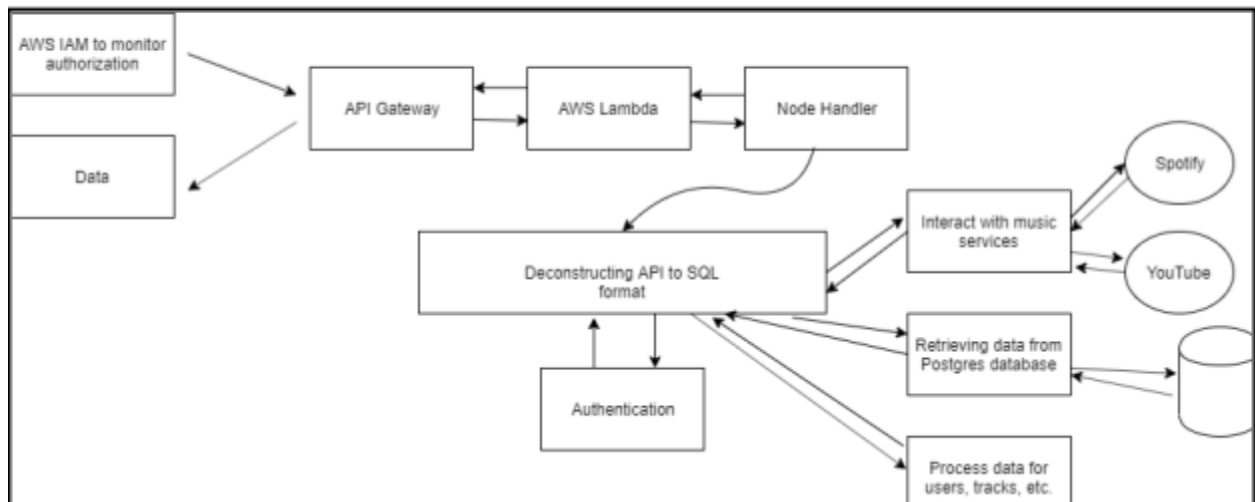 AWS IAM to monitor
authorization
API Gateway
AWS Lambda
Node Handler
Data
Spotify
Interact with music
services
YouTube
Deconstructing API to SQL
format
Retrieving data from
Postgres database
Authentication
Process data for
users, tracks, etc.